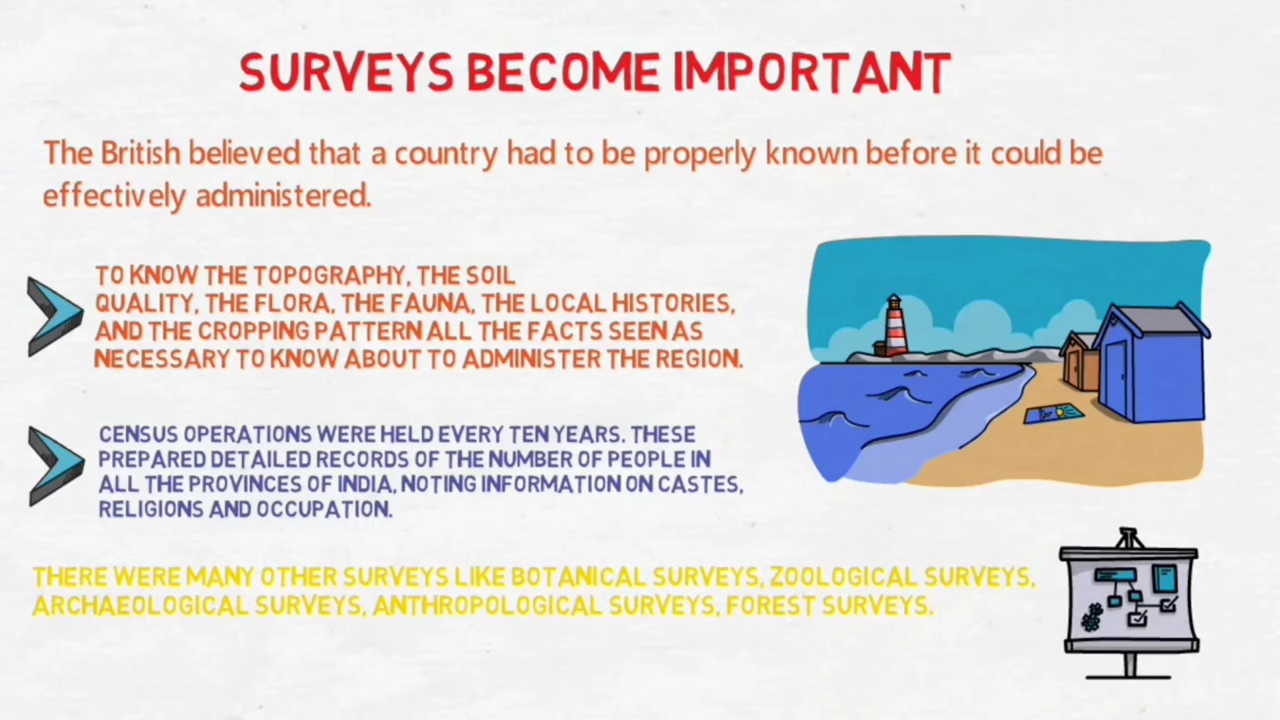 SURVEYS BECOME IMPORTANT
The British believed that a country had to be properly known before it could be
effectively administered.
TO KNOW THE TOPOGRAPHY, THE SOIL
QUALITY, THE FLORA, THE FAUNA, THE LOCAL HISTORIES,
AND THE CROPPING PATTERN ALL THE FACTS SEEN AS
NECESSARY TO KNOW ABOUT TO ADMINISTER THE REGION.
CENSUS OPERATIONS WERE HELD EVERY TEN YEARS. THESE
PREPARED DETAILED RECORDS OF THE NUMBER OF PEOPLE IN
ALL THE PROVINCES OF INDIA, NOTING INFORMATION ON CASTES,
RELIGIONS AND OCCUPATION.
THERE WERE MANY OTHER SURVEYS LIKE BOTANICAL SURVEYS, ZOOLOGICAL SURVEYS,
ARCHAEOLOGICAL SURVEYS, ANTHROPOLOGICAL SURVEYS, FOREST SURVEYS.